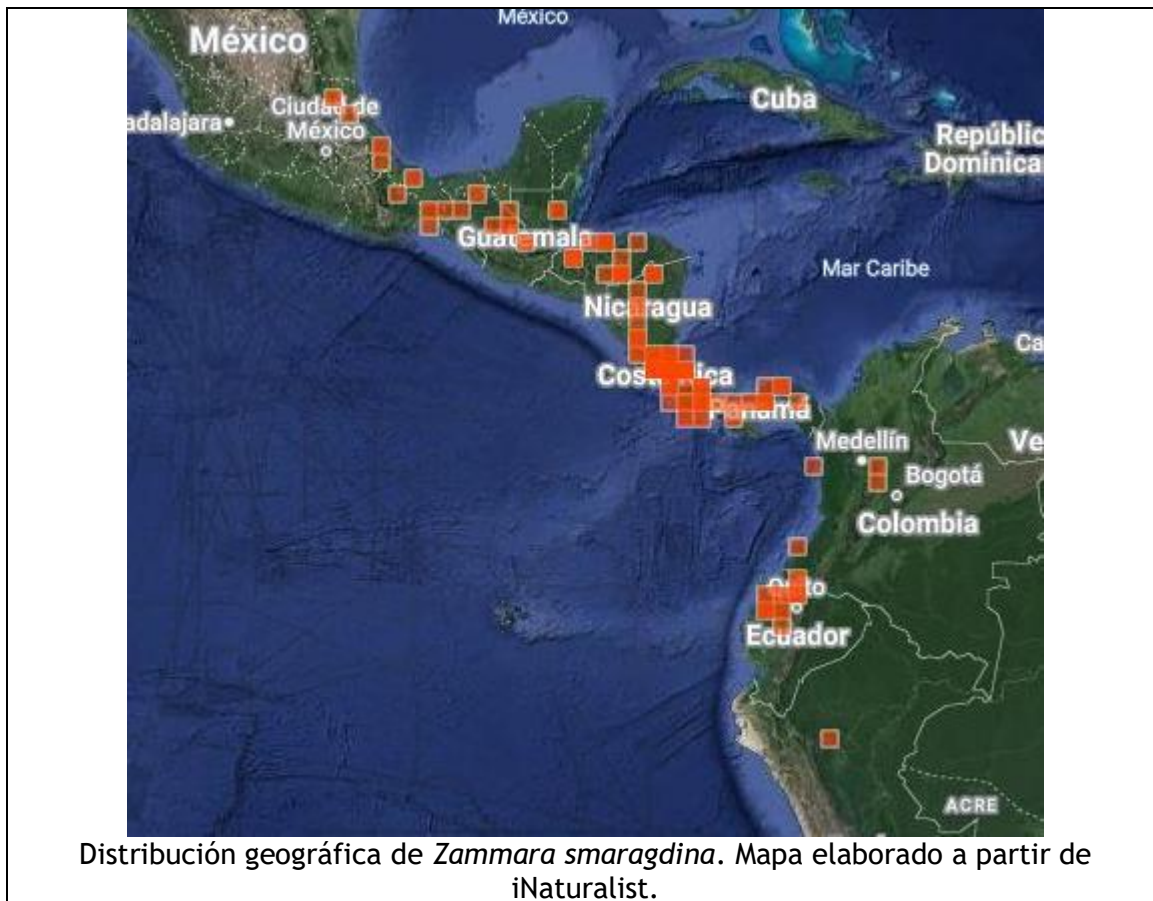 México
México
Cuba
Ciudad de
México
adalajara
Repúblic
Dominica
Guatemala
Mar Caribe
Nicaragua
Ca
Costa Rica
Panamá
Medellín
Ve
Bogotá
Colombia
Quito
Ecuador
ACRE
Distribución geográfica de Zammara smaragdina. Mapa elaborado a partir de
iNaturalist.